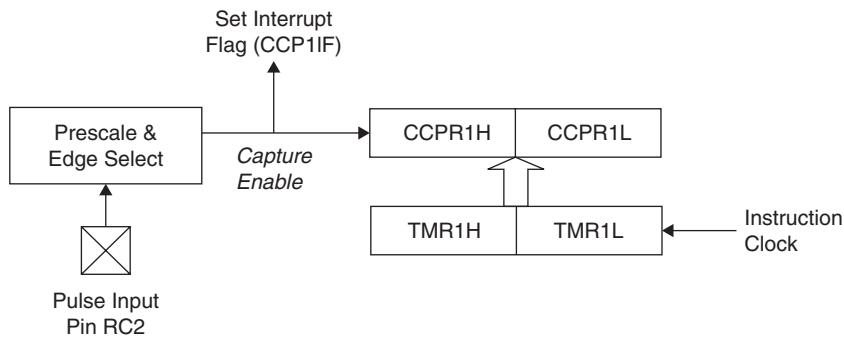 Set Interrupt
Flag (CCP1IF)
Prescale &
Edge Select
Capture
Enable
CCPR1H
CCPR1L
TMR1H
TMR1L
Instruction
Clock
Pulse Input
Pin RC2